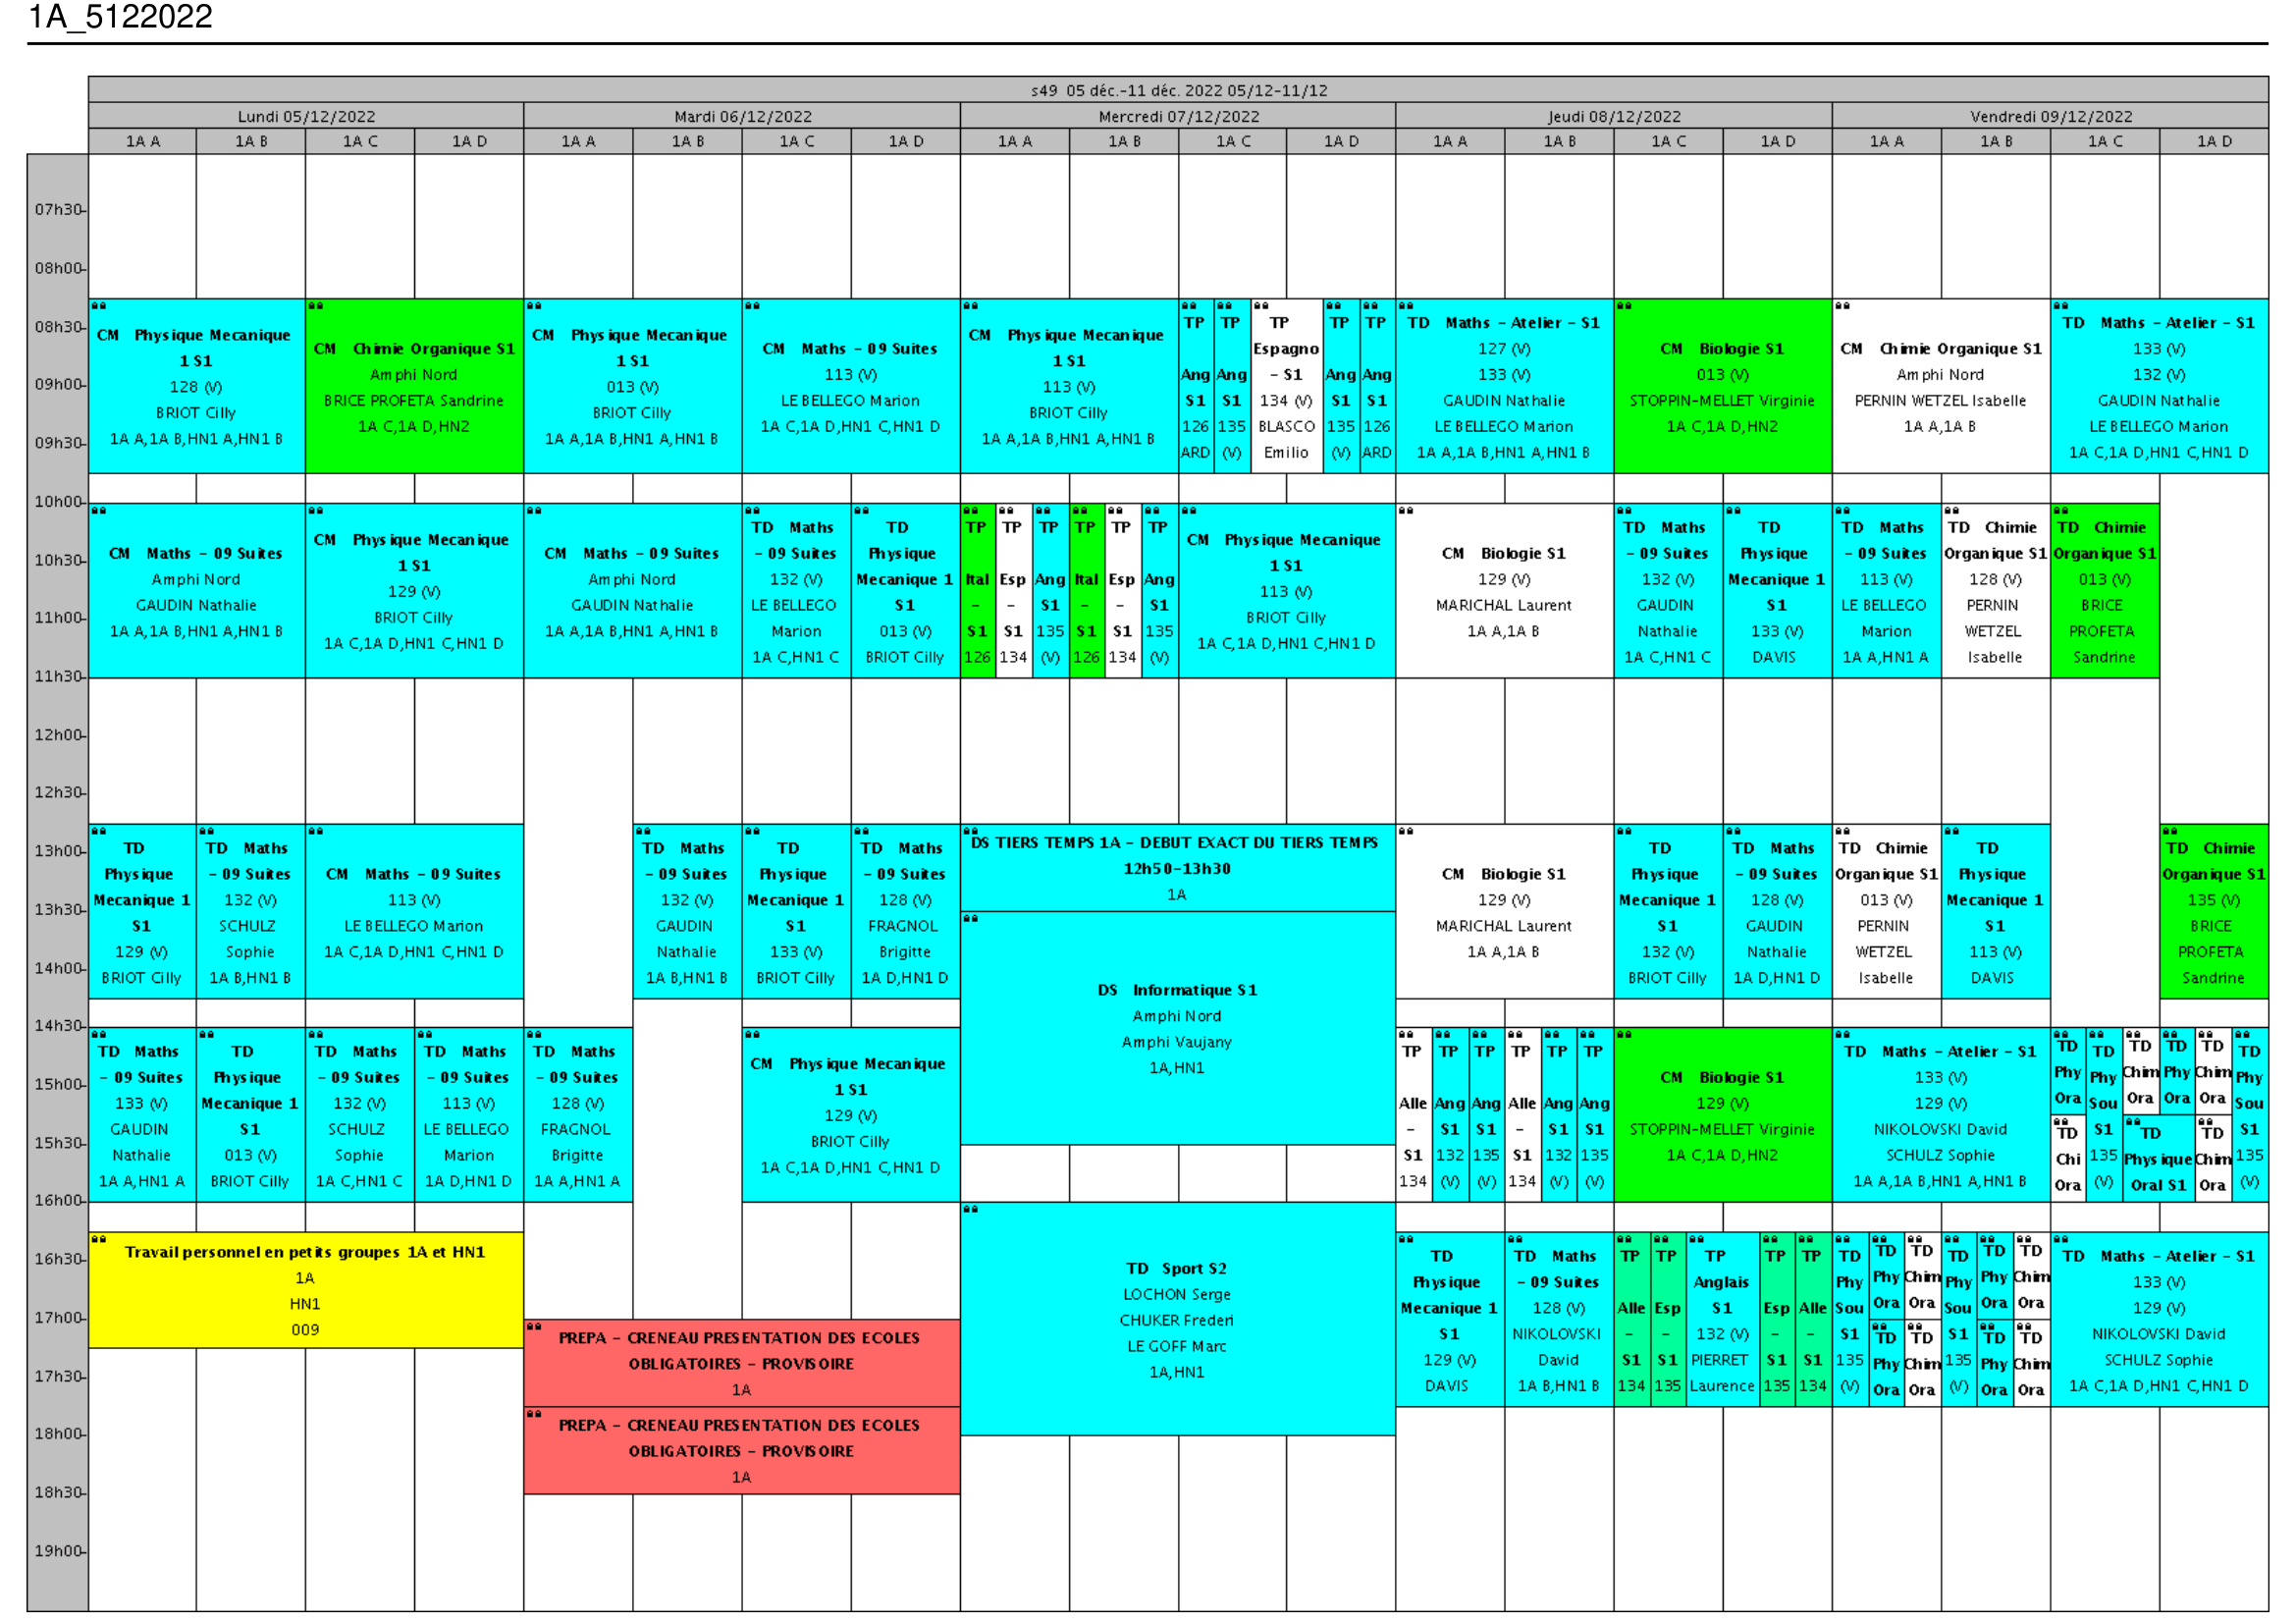 1A_5122022
s49 05 déc.-11 déc. 2022 05/12-11/12
Lundi 05/12/2022 Mardi 06/12/2022 Mercredi 07/12/2022 Jeudi 08/12/2022 Vendredi 09/12/2022
1A A 1A B 1A C 1A D 1A A 1A B 1A C 1A D 1A A 1A B 1A C 1A D 1A A 1A B 1A C 1A D 1A A 1A B 1A C 1A D
07h30
08h00
08h30
09h00
09h30
10h00
10h30
11h00
11h30
12h00
12h30
13h00
13h30
14h00
14h30
15h00
15h30
16h00
16h30
17h00
17h30
18h00
18h30
19h00
CM Physique Mecanique
1 S1
128 (V)
BRIOT Cilly
1A A,1A B,HN1 A,HN1 B
CM Chimie Organique S1
Amphi Nord
BRICE PROFETA Sandrine
1A C,1A D,HN2
CM Physique Mecanique
1 S1
013 (V)
BRIOT Cilly
1A A,1A B,HN1 A,HN1 B
CM Maths - 09 Suites
113 (V)
LE BELLEGO Marion
1A C,1A D,HN1 C,HN1 D
CM Physique Mecanique
1 S1
113 (V)
BRIOT Cilly
1A A,1A B,HN1 A,HN1 B
TP
Ang
S1
126
ARD
TP
Ang
S1
135
(V)
TP
Espagno
- S1
134 (V)
BLASCO
Emilio
TP
Ang
S1
135
(V)
TP
Ang
S1
126
ARD
TD Maths - Atelier - S1
127 (V)
133 (V)
GAUDIN Nathalie
LE BELLEGO Marion
1A A,1A B,HN1 A,HN1 B
CM Biologie S1
013 (V)
STOPPIN-MELLET Virginie
1A C,1A D,HN2
CM Chimie Organique S1
Amphi Nord
PERNIN WETZEL Isabelle
1A A,1A B
TD Maths - Atelier - S1
133 (V)
132 (V)
GAUDIN Nathalie
LE BELLEGO Marion
1A C,1A D,HN1 C,HN1 D
CM Maths - 09 Suites
Amphi Nord
GAUDIN Nathalie
1A A,1A B,HN1 A,HN1 B
CM Physique Mecanique
1 S1
129 (V)
BRIOT Cilly
1A C,1A D,HN1 C,HN1 D
CM Maths - 09 Suites
Amphi Nord
GAUDIN Nathalie
1A A,1A B,HN1 A,HN1 B
TD Maths
- 09 Suites
132 (V)
LE BELLEGO
Marion
1A C,HN1 C
TD
Physique
Mecanique 1
S1
013 (V)
BRIOT Cilly
TP
Ital
-
S1
126
TP
Esp
-
S1
134
TP
Ang
S1
135
(V)
TP
Ital
-
S1
126
TP
Esp
-
S1
134
TP
Ang
S1
135
(V)
CM Physique Mecanique
1 S1
113 (V)
BRIOT Cilly
1A C,1A D,HN1 C,HN1 D
CM Biologie S1
129 (V)
MARICHAL Laurent
1A A,1A B
TD Maths
- 09 Suites
132 (V)
GAUDIN
Nathalie
1A C,HN1 C
TD
Physique
Mecanique 1
S1
133 (V)
DAVIS
TD Maths
- 09 Suites
113 (V)
LE BELLEGO
Marion
1A A,HN1 A
TD Chimie
Organique S1
128 (V)
PERNIN
WETZEL
Isabelle
TD Chimie
Organique S1
013 (V)
BRICE
PROFETA
Sandrine
TD
Physique
Mecanique 1
S1
129 (V)
BRIOT Cilly
TD Maths
- 09 Suites
132 (V)
SCHULZ
Sophie
1A B,HN1 B
CM Maths - 09 Suites
113 (V)
LE BELLEGO Marion
1A C,1A D,HN1 C,HN1 D
TD Maths
- 09 Suites
132 (V)
GAUDIN
Nathalie
1A B,HN1 B
TD
Physique
Mecanique 1
S1
133 (V)
BRIOT Cilly
TD Maths
- 09 Suites
128 (V)
FRAGNOL
Brigitte
1A D,HN1 D
DS TIERS TEMPS 1A - DEBUT EXACT DU TIERS TEMPS
12h50-13h30
1A
DS Informatique S1
Amphi Nord
Amphi Vaujany
1A,HN1
CM Biologie S1
129 (V)
MARICHAL Laurent
1A A,1A B
TD
Physique
Mecanique 1
S1
132 (V)
BRIOT Cilly
TD Maths
- 09 Suites
128 (V)
GAUDIN
Nathalie
1A D,HN1 D
TD Chimie
Organique S1
013 (V)
PERNIN
WETZEL
Isabelle
TD
Physique
Mecanique 1
S1
113 (V)
DAVIS
TD Chimie
Organique S1
135 (V)
BRICE
PROFETA
Sandrine
TD Maths
- 09 Suites
133 (V)
GAUDIN
Nathalie
1A A,HN1 A
TD
Physique
Mecanique 1
S1
013 (V)
BRIOT Cilly
TD Maths
- 09 Suites
132 (V)
SCHULZ
Sophie
1A C,HN1 C
TD Maths
- 09 Suites
113 (V)
LE BELLEGO
Marion
1A D,HN1 D
TD Maths
- 09 Suites
128 (V)
FRAGNOL
Brigitte
1A A,HN1 A
CM Physique Mecanique
1 S1
129 (V)
BRIOT Cilly
1A C,1A D,HN1 C,HN1 D
TP
Alle
-
S1
134
TP
Ang
S1
132
(V)
TP
Ang
S1
135
(V)
TP
Alle
-
S1
134
TP
Ang
S1
132
(V)
TP
Ang
S1
135
(V)
CM Biologie S1
129 (V)
STOPPIN-MELLET Virginie
1A C,1A D,HN2
TD Maths - Atelier - S1
133 (V)
129 (V)
NIKOLOVSKI David
SCHULZ Sophie
1A A,1A B,HN1 A,HN1 B
TD
Phy
Ora
TD
Phy
Sou
S1
135
(V)
TD
Chim
Ora
TD
Phy
Ora
TD
Chim
Ora
TD
Phy
Sou
S1
135
(V)
TD
Chi
Ora
TD
Physique
Oral S1
TD
Chim
Ora
Travail personnel en petits groupes 1A et HN1
1A
HN1
009
PREPA - CRENEAU PRESENTATION DES ECOLES
OBLIGATOIRES - PROVISOIRE
1A
PREPA - CRENEAU PRESENTATION DES ECOLES
OBLIGATOIRES - PROVISOIRE
1A
TD Sport S2
LOCHON Serge
CHUKER Frederi
LE GOFF Marc
1A,HN1
TD
Physique
Mecanique 1
S1
129 (V)
DAVIS
TD Maths
- 09 Suites
128 (V)
NIKOLOVSKI
David
1A B,HN1 B
TP
Alle
-
S1
134
TP
Esp
-
S1
135
TP
Anglais
S1
132 (V)
PIERRET
Laurence
TP
Esp
-
S1
135
TP
Alle
-
S1
134
TD
Phy
Sou
S1
135
(V)
TD
Phy
Ora
TD
Chim
Ora
TD
Phy
Sou
S1
135
(V)
TD
Phy
Ora
TD
Chim
Ora
TD
Phy
Ora
TD
Chim
Ora
TD
Phy
Ora
TD
Chim
Ora
TD Maths - Atelier - S1
133 (V)
129 (V)
NIKOLOVSKI David
SCHULZ Sophie
1A C,1A D,HN1 C,HN1 D